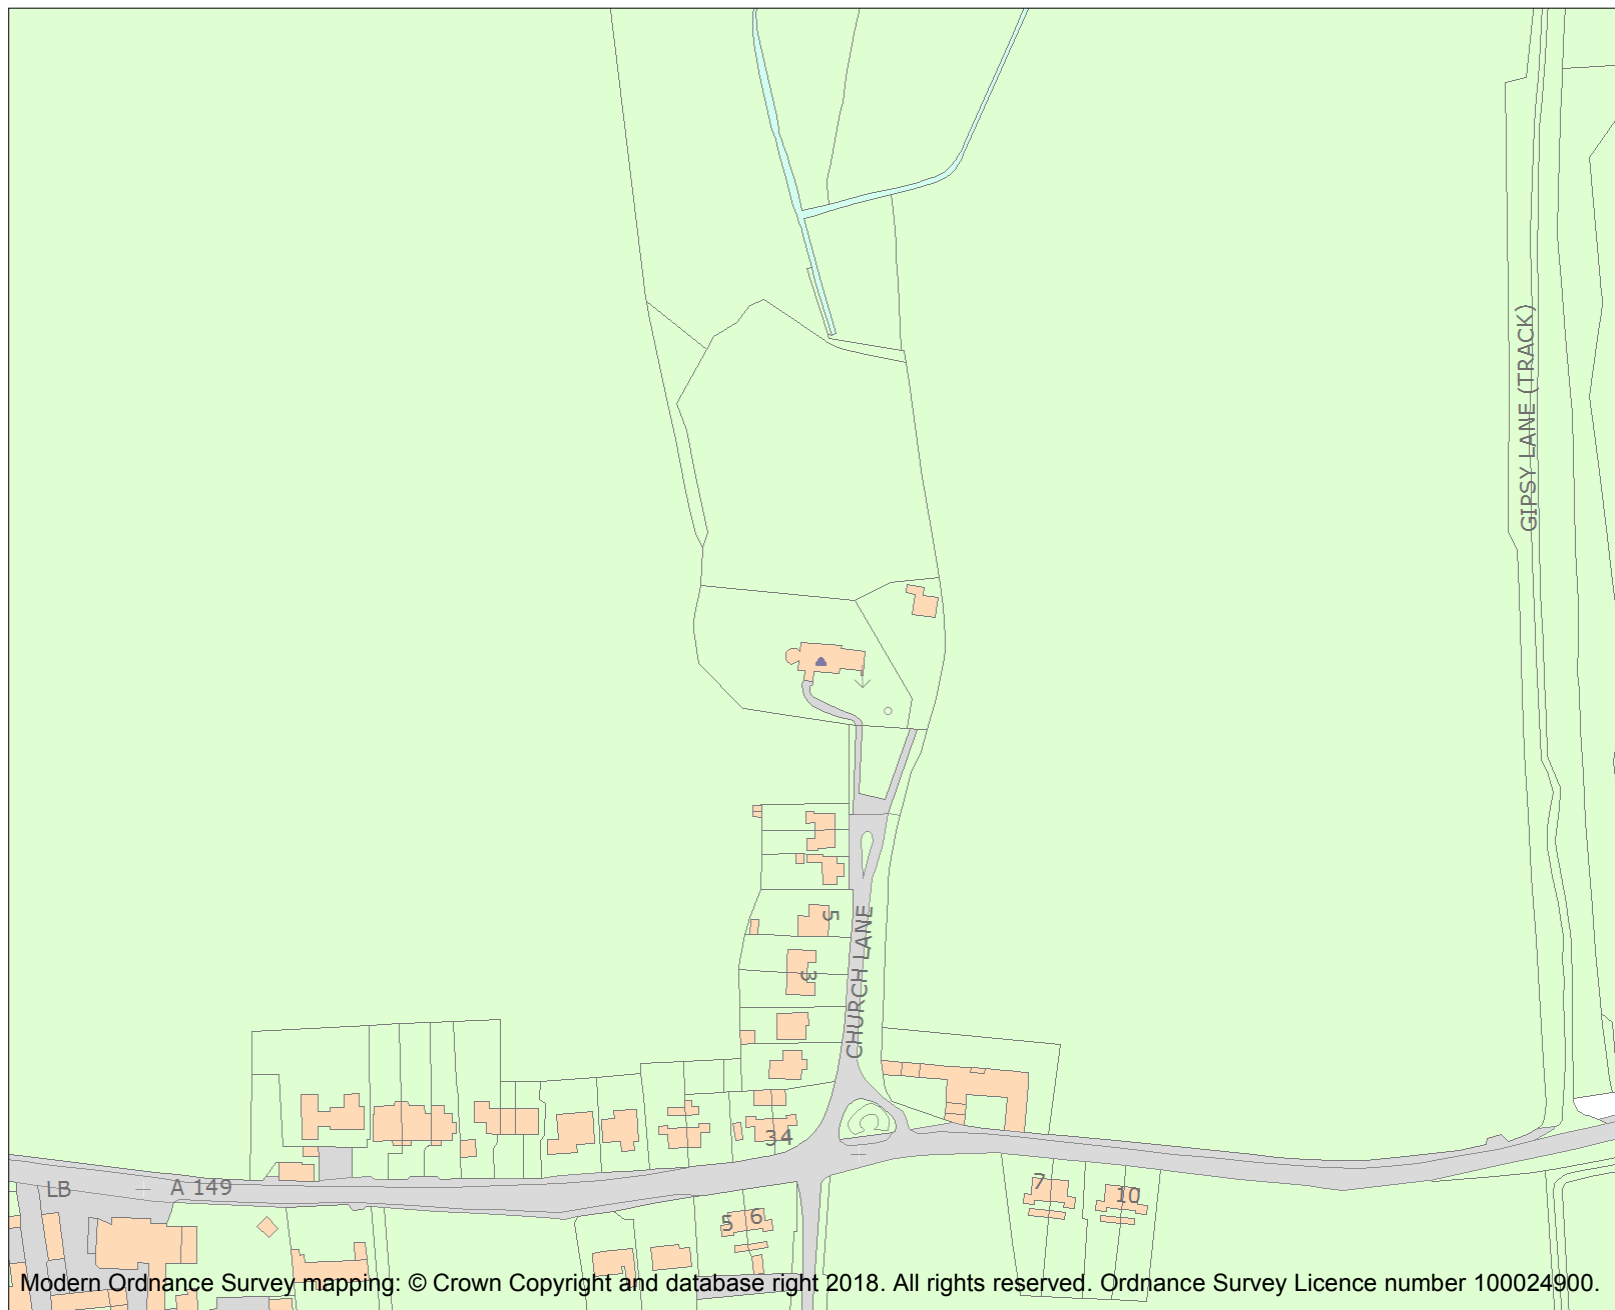 GIPSY LANE (TRACK)
5
3
CHURCH LANE
34
LB
A 149
7
10
5
6
Modern Ordnance Survey mapping: © Crown Copyright and database right 2018. All rights reserved. Ordnance Survey Licence number 100024900.